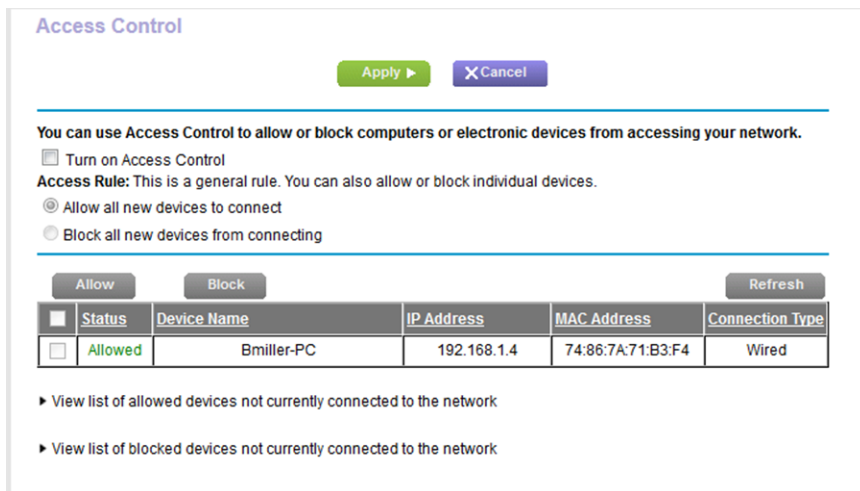 Access Control
Apply ▶
X Cancel
You can use Access Control to allow or block computers or electronic devices from accessing your network.
Turn on Access Control
Access Rule: This is a general rule. You can also allow or block individual devices.
Allow all new devices to connect
Block all new devices from connecting
Allow Block Refresh
Status Device Name IP Address MAC Address Connection Type
Allowed Bmiller-PC 192.168.1.4 74:86:7A:71:B3:F4 Wired
▶ View list of allowed devices not currently connected to the network
▶ View list of blocked devices not currently connected to the network